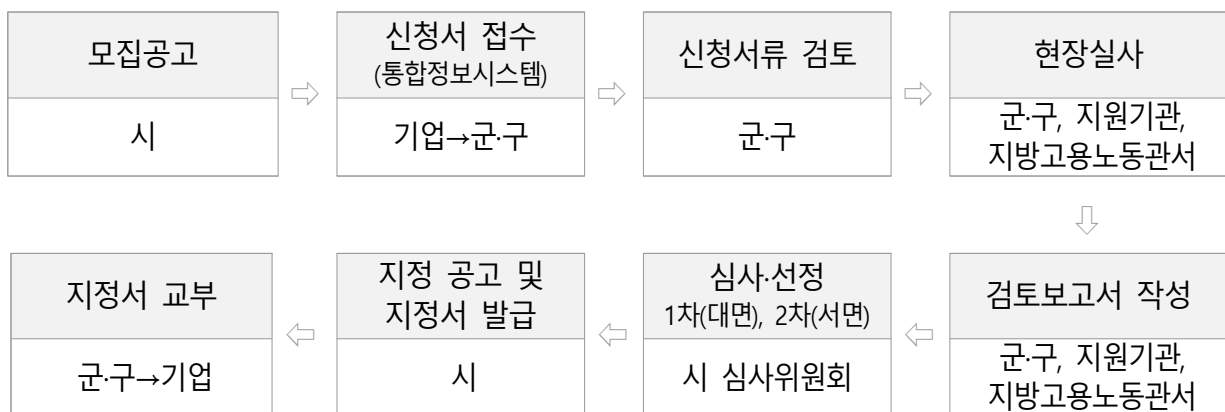 모집공고
시
신청서 접수
(통합정보시스템)
기업→군·구
신청서류 검토
군·구
현장실사
군·구, 지원기관,
지방고용노동관서
검토보고서 작성
군·구, 지원기관,
지방고용노동관서
심사·선정
1차(대면), 2차(서면)
시 심사위원회
지정 공고 및
지정서 발급
시
지정서 교부
군·구→기업